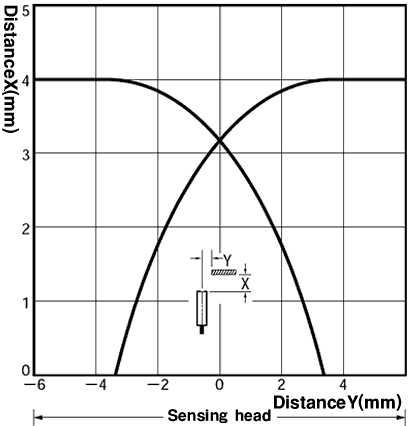 DistanceX(mm)
5
4
3
2
1
0
Y
X
−6 −4 −2 0 2 4
DistanceY(mm)
Sensing head